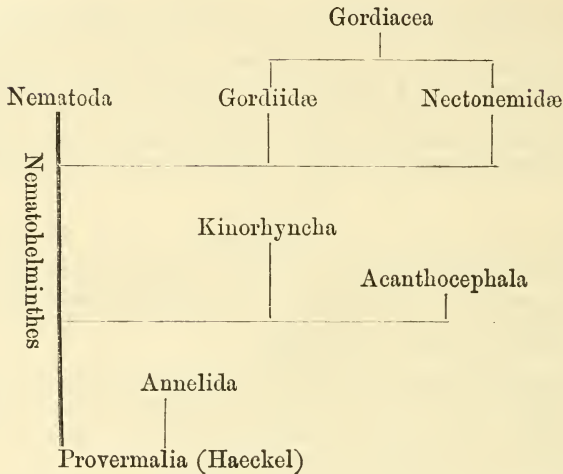 Gordiacea
Nematoda
Gordiidæ
Nectonemidæ
Nematohelminthes
Kinorhyncha
Acanthocephala
Annelida
Provermalia (Haeckel)